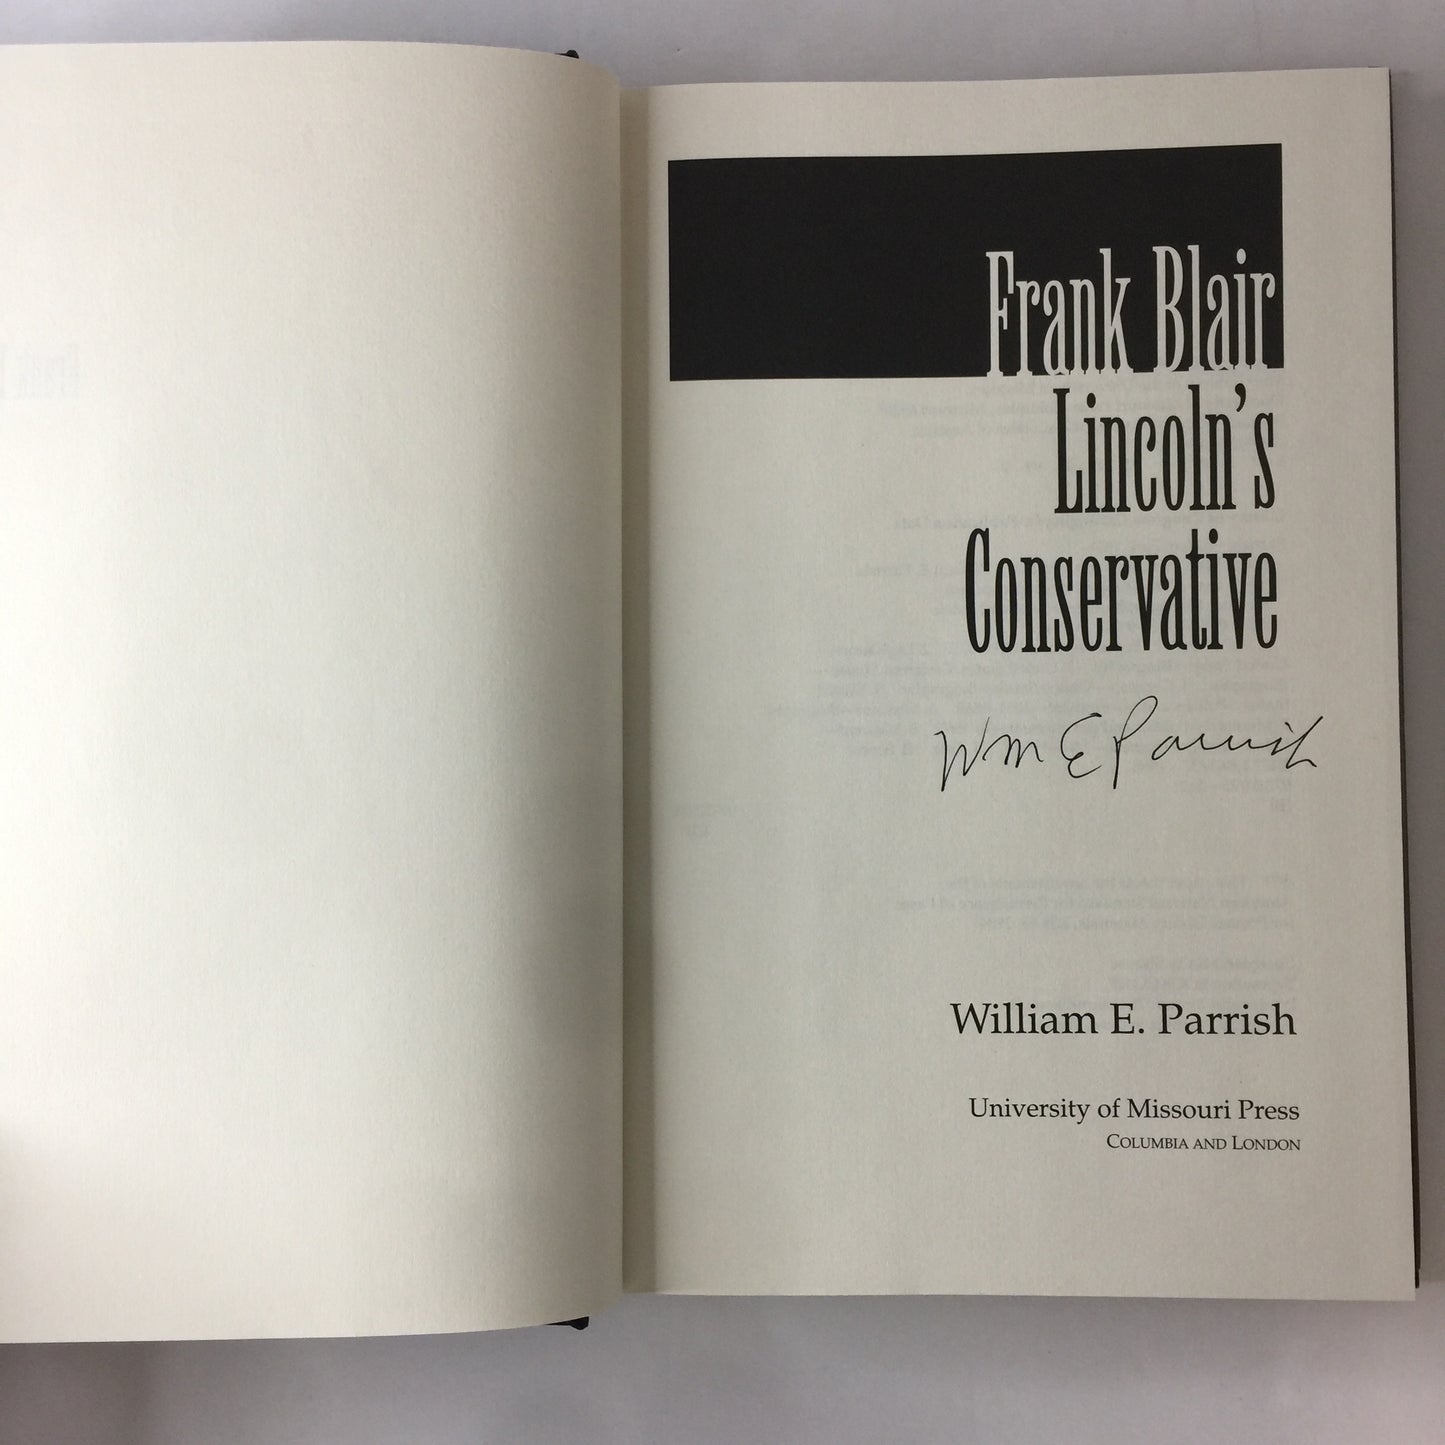 Frank Blair
Lincoln's
Conservative
Wm E Parrish
William E. Parrish
University of Missouri Press
COLUMBIA AND LONDON